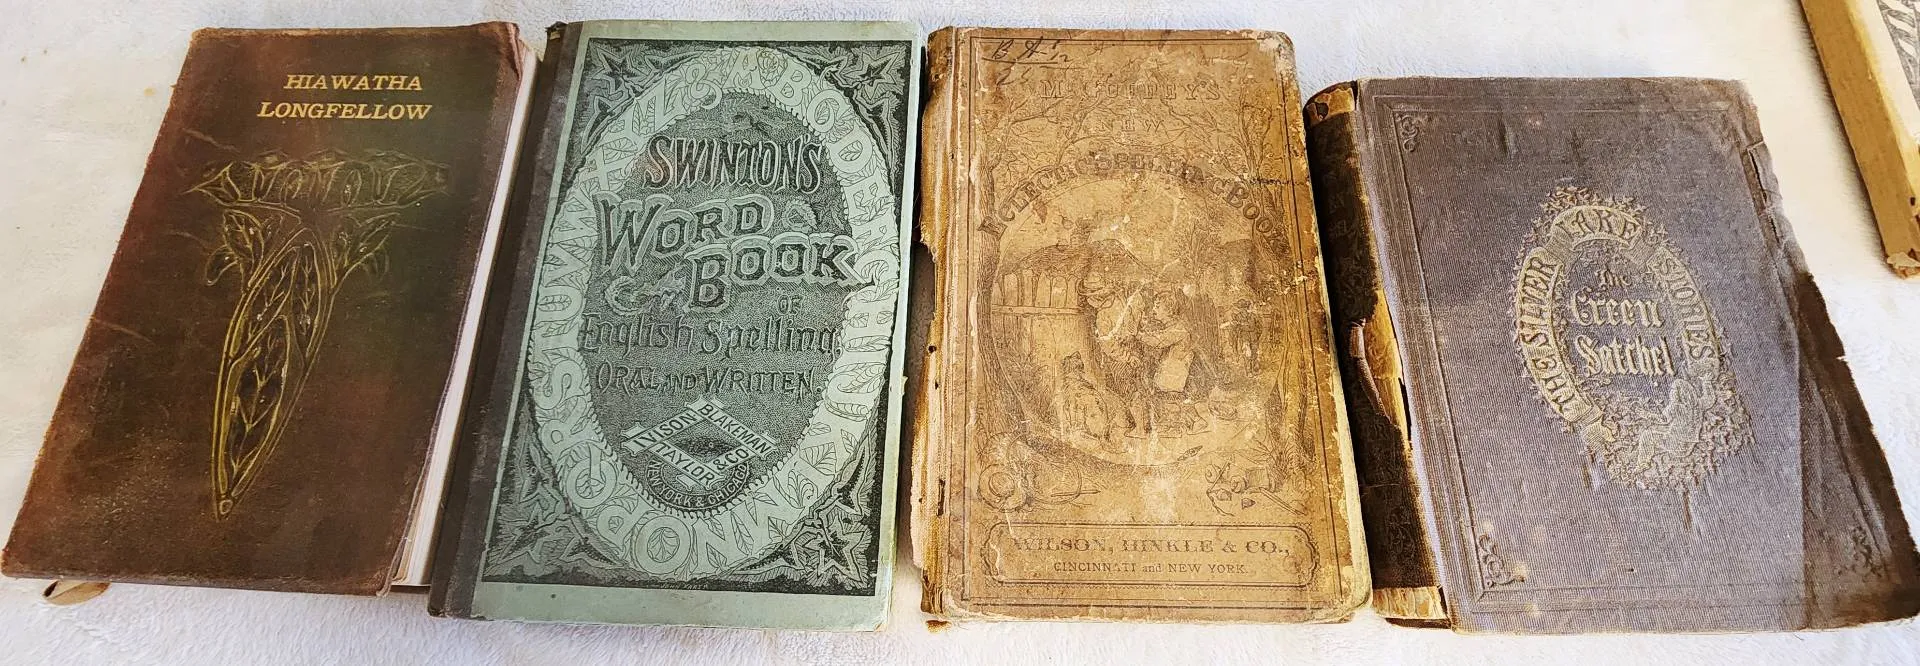 HIAWATHA
LONGFELLOW
SWINTON'S
WORD
BOOK
OF
English Spelling,
ORAL AND WRITTEN.
IVISON, BLAKEMAN
TAYLOR & CO.
NEW YORK & CHICAGO
McGUFFEY'S
NEW
ECLECTIC SPELLING BOOK
WILSON, HINKLE & CO.,
CINCINNATI and NEW YORK.
THE SILVER LAKE STORIES
The
Green
Satchel